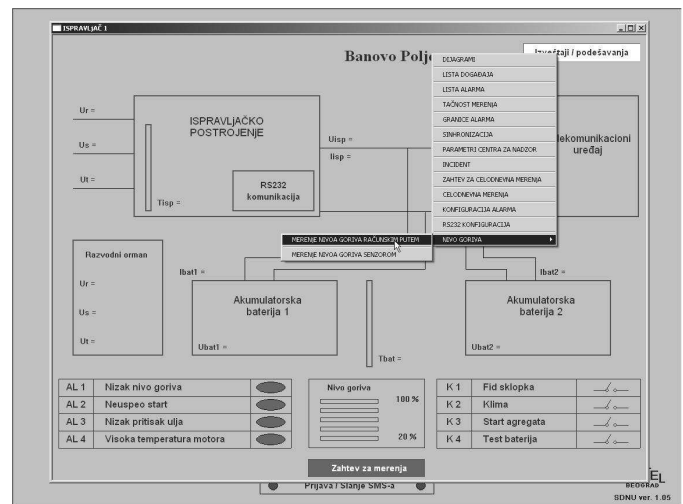 ISPRAVLjAČ 1
Banovo Polje
Izveštaji / podešavanja
DIJAGRAMI
LISTA DOGAĐAJA
LISTA ALARMA
TAČNOST MERENJA
GRANICE ALARMA
SINHRONIZACIJA
PARAMETRI CENTRA ZA NADZOR
INCIDENT
ZAHTEV ZA CELODNEVNA MERENJA
CELODNEVNA MERENJA
KONFIGURACIJA ALARMA
RS232 KONFIGURACIJA
NIVO GORIVA
MERENJE NIVOA GORIVA RAČUNSKIM PUTEM
MERENJE NIVOA GORIVA SENZOROM
Ur =
Us =
Ut =
ISPRAVLjAČKO
POSTROJENjE
Tisp =
RS232
komunikacija
Uisp =
Iisp =
lekomunikacioni
uređaj
Razvodni orman
Ur =
Us =
Ut =
Ibat1 =
Akumulatorska
baterija 1
Ubat1 =
Tbat =
Ibat2 =
Akumulatorska
baterija 2
Ubat2 =
AL 1 Nizak nivo goriva
AL 2 Neuspeo start
AL 3 Nizak pritisak ulja
AL 4 Visoka temperatura motora
Nivo goriva
100 %
20 %
K 1 Fid sklopka
K 2 Klima
K 3 Start agregata
K 4 Test baterija
Zahtev za merenja
Prijava / Slanje SMS-a
EL
BEOGRAD
SDNU ver. 1.05